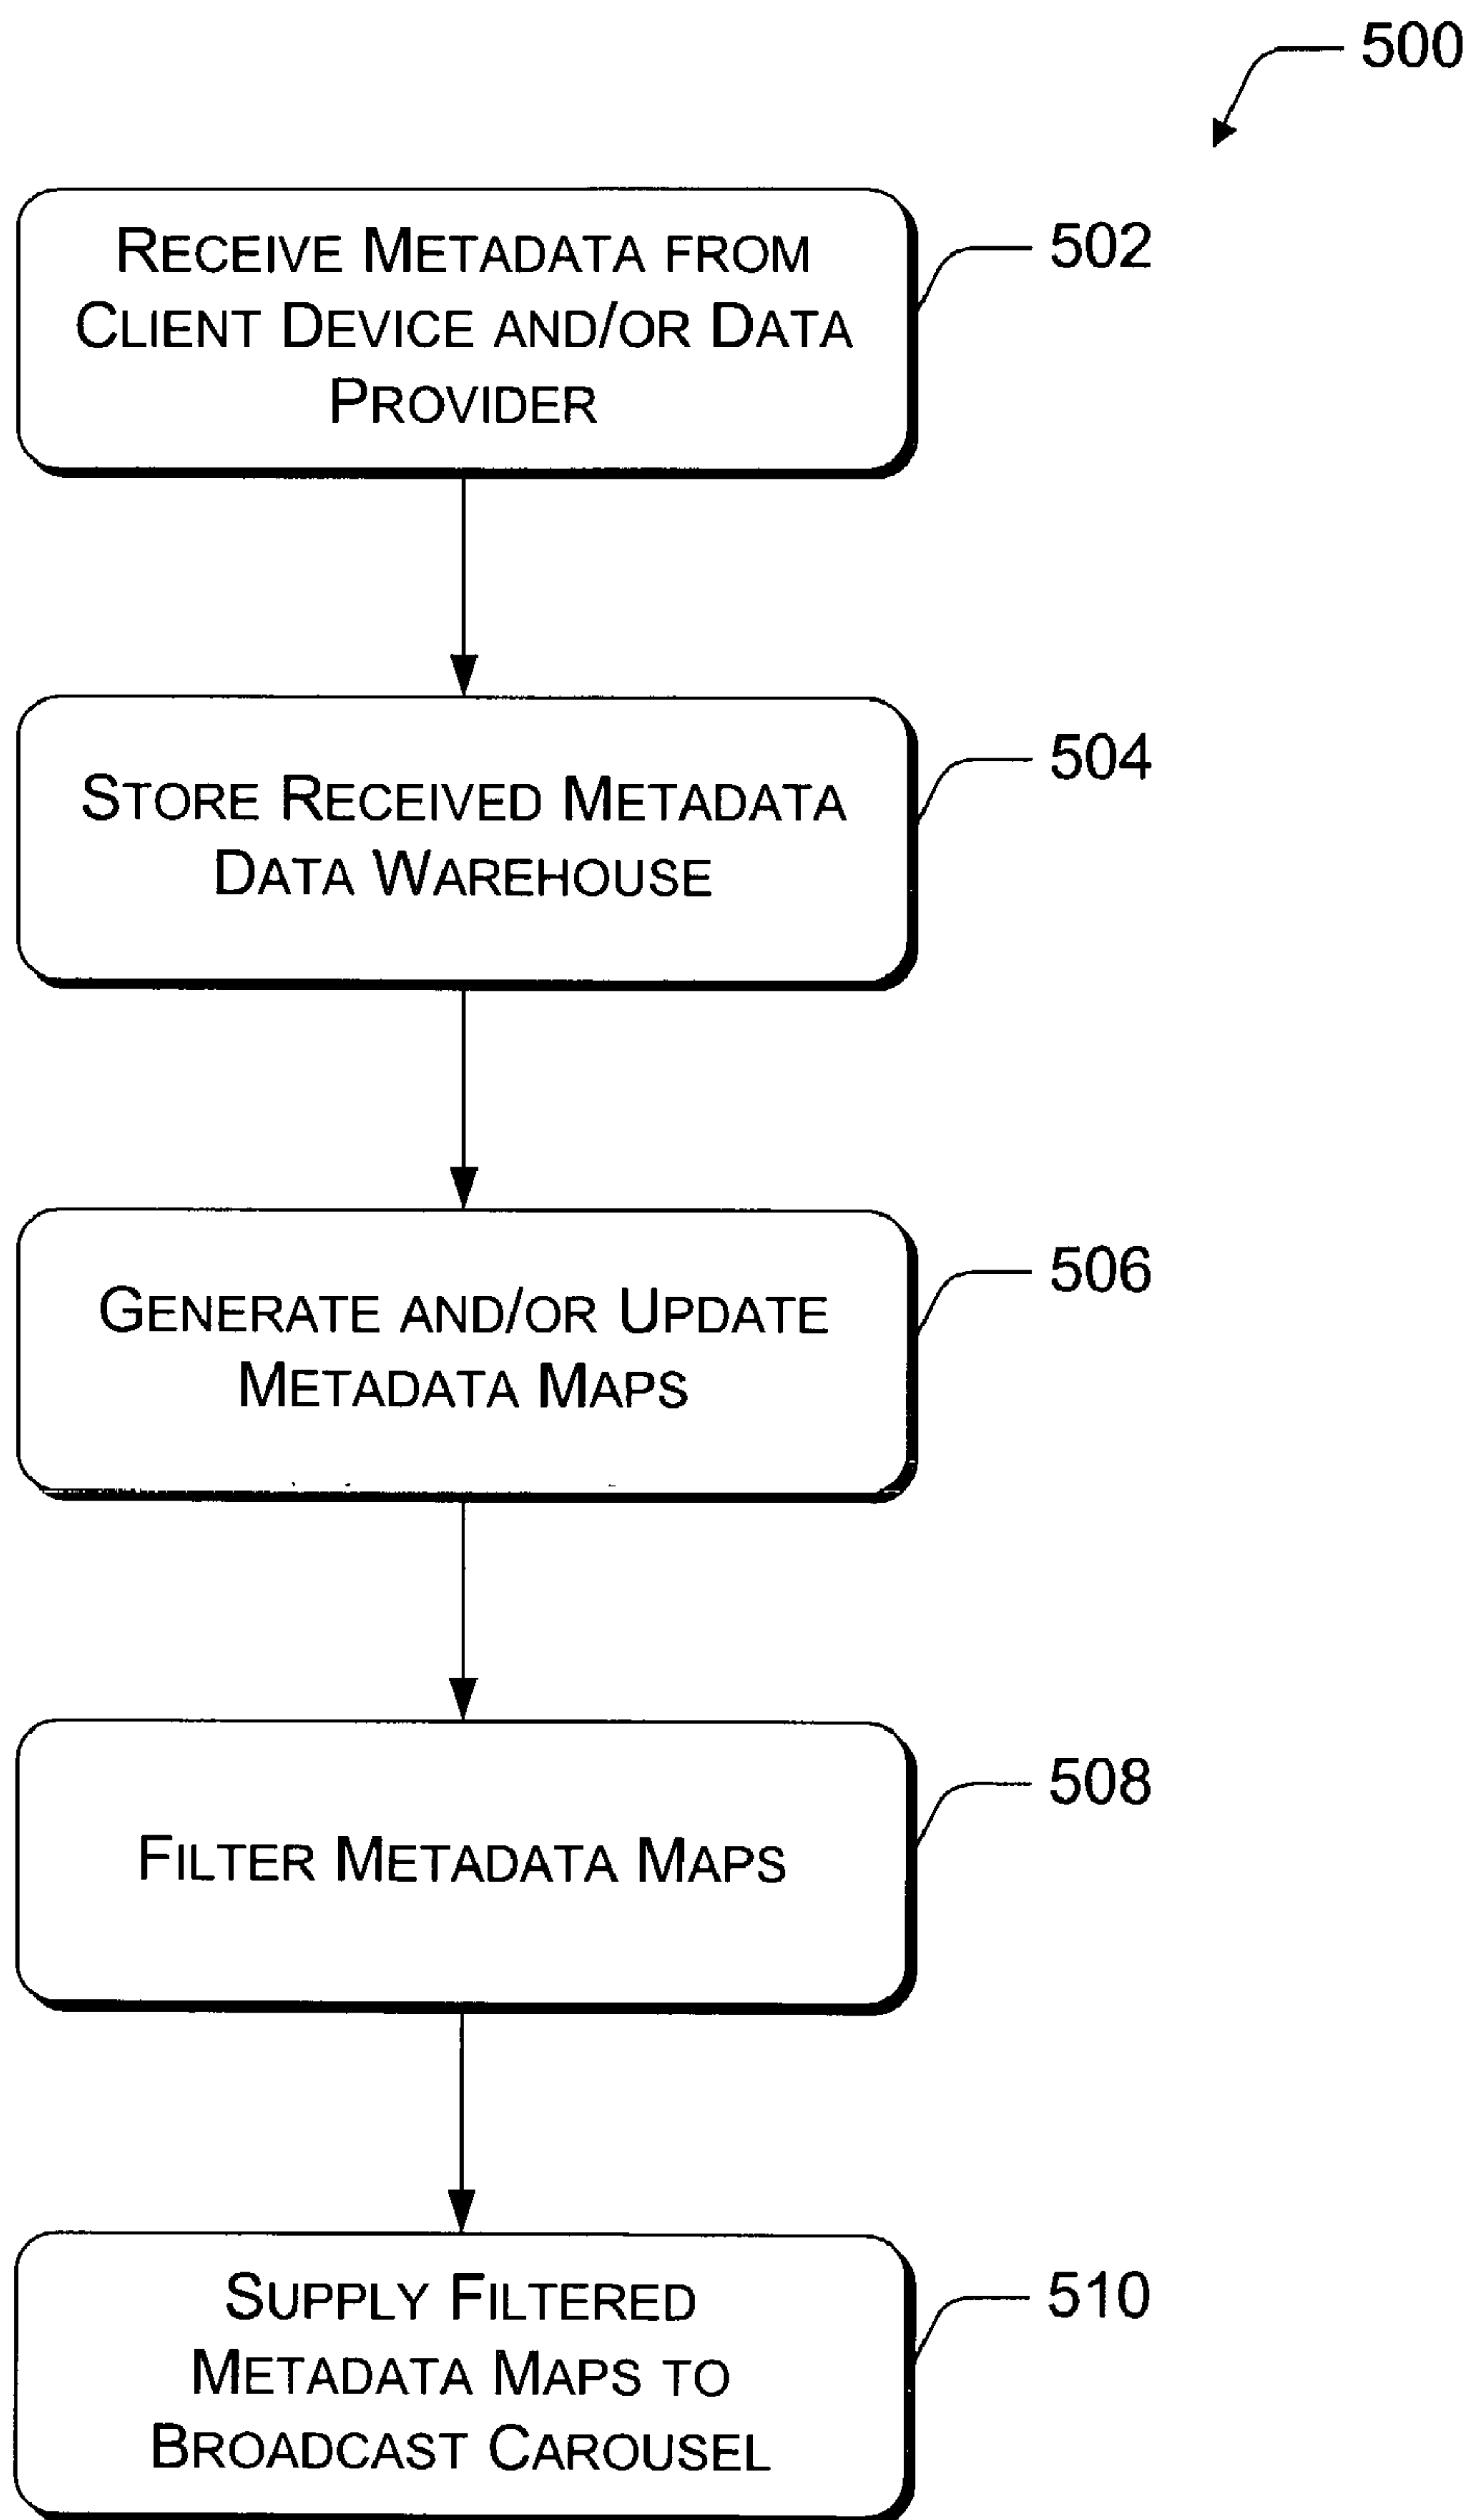 500
RECEIVE METADATA FROM
CLIENT DEVICE AND/OR DATA
PROVIDER
502
STORE RECEIVED METADATA
DATA WAREHOUSE
504
GENERATE AND/OR UPDATE
METADATA MAPS
506
FILTER METADATA MAPS
508
SUPPLY FILTERED
METADATA MAPS TO
BROADCAST CAROUSEL
510